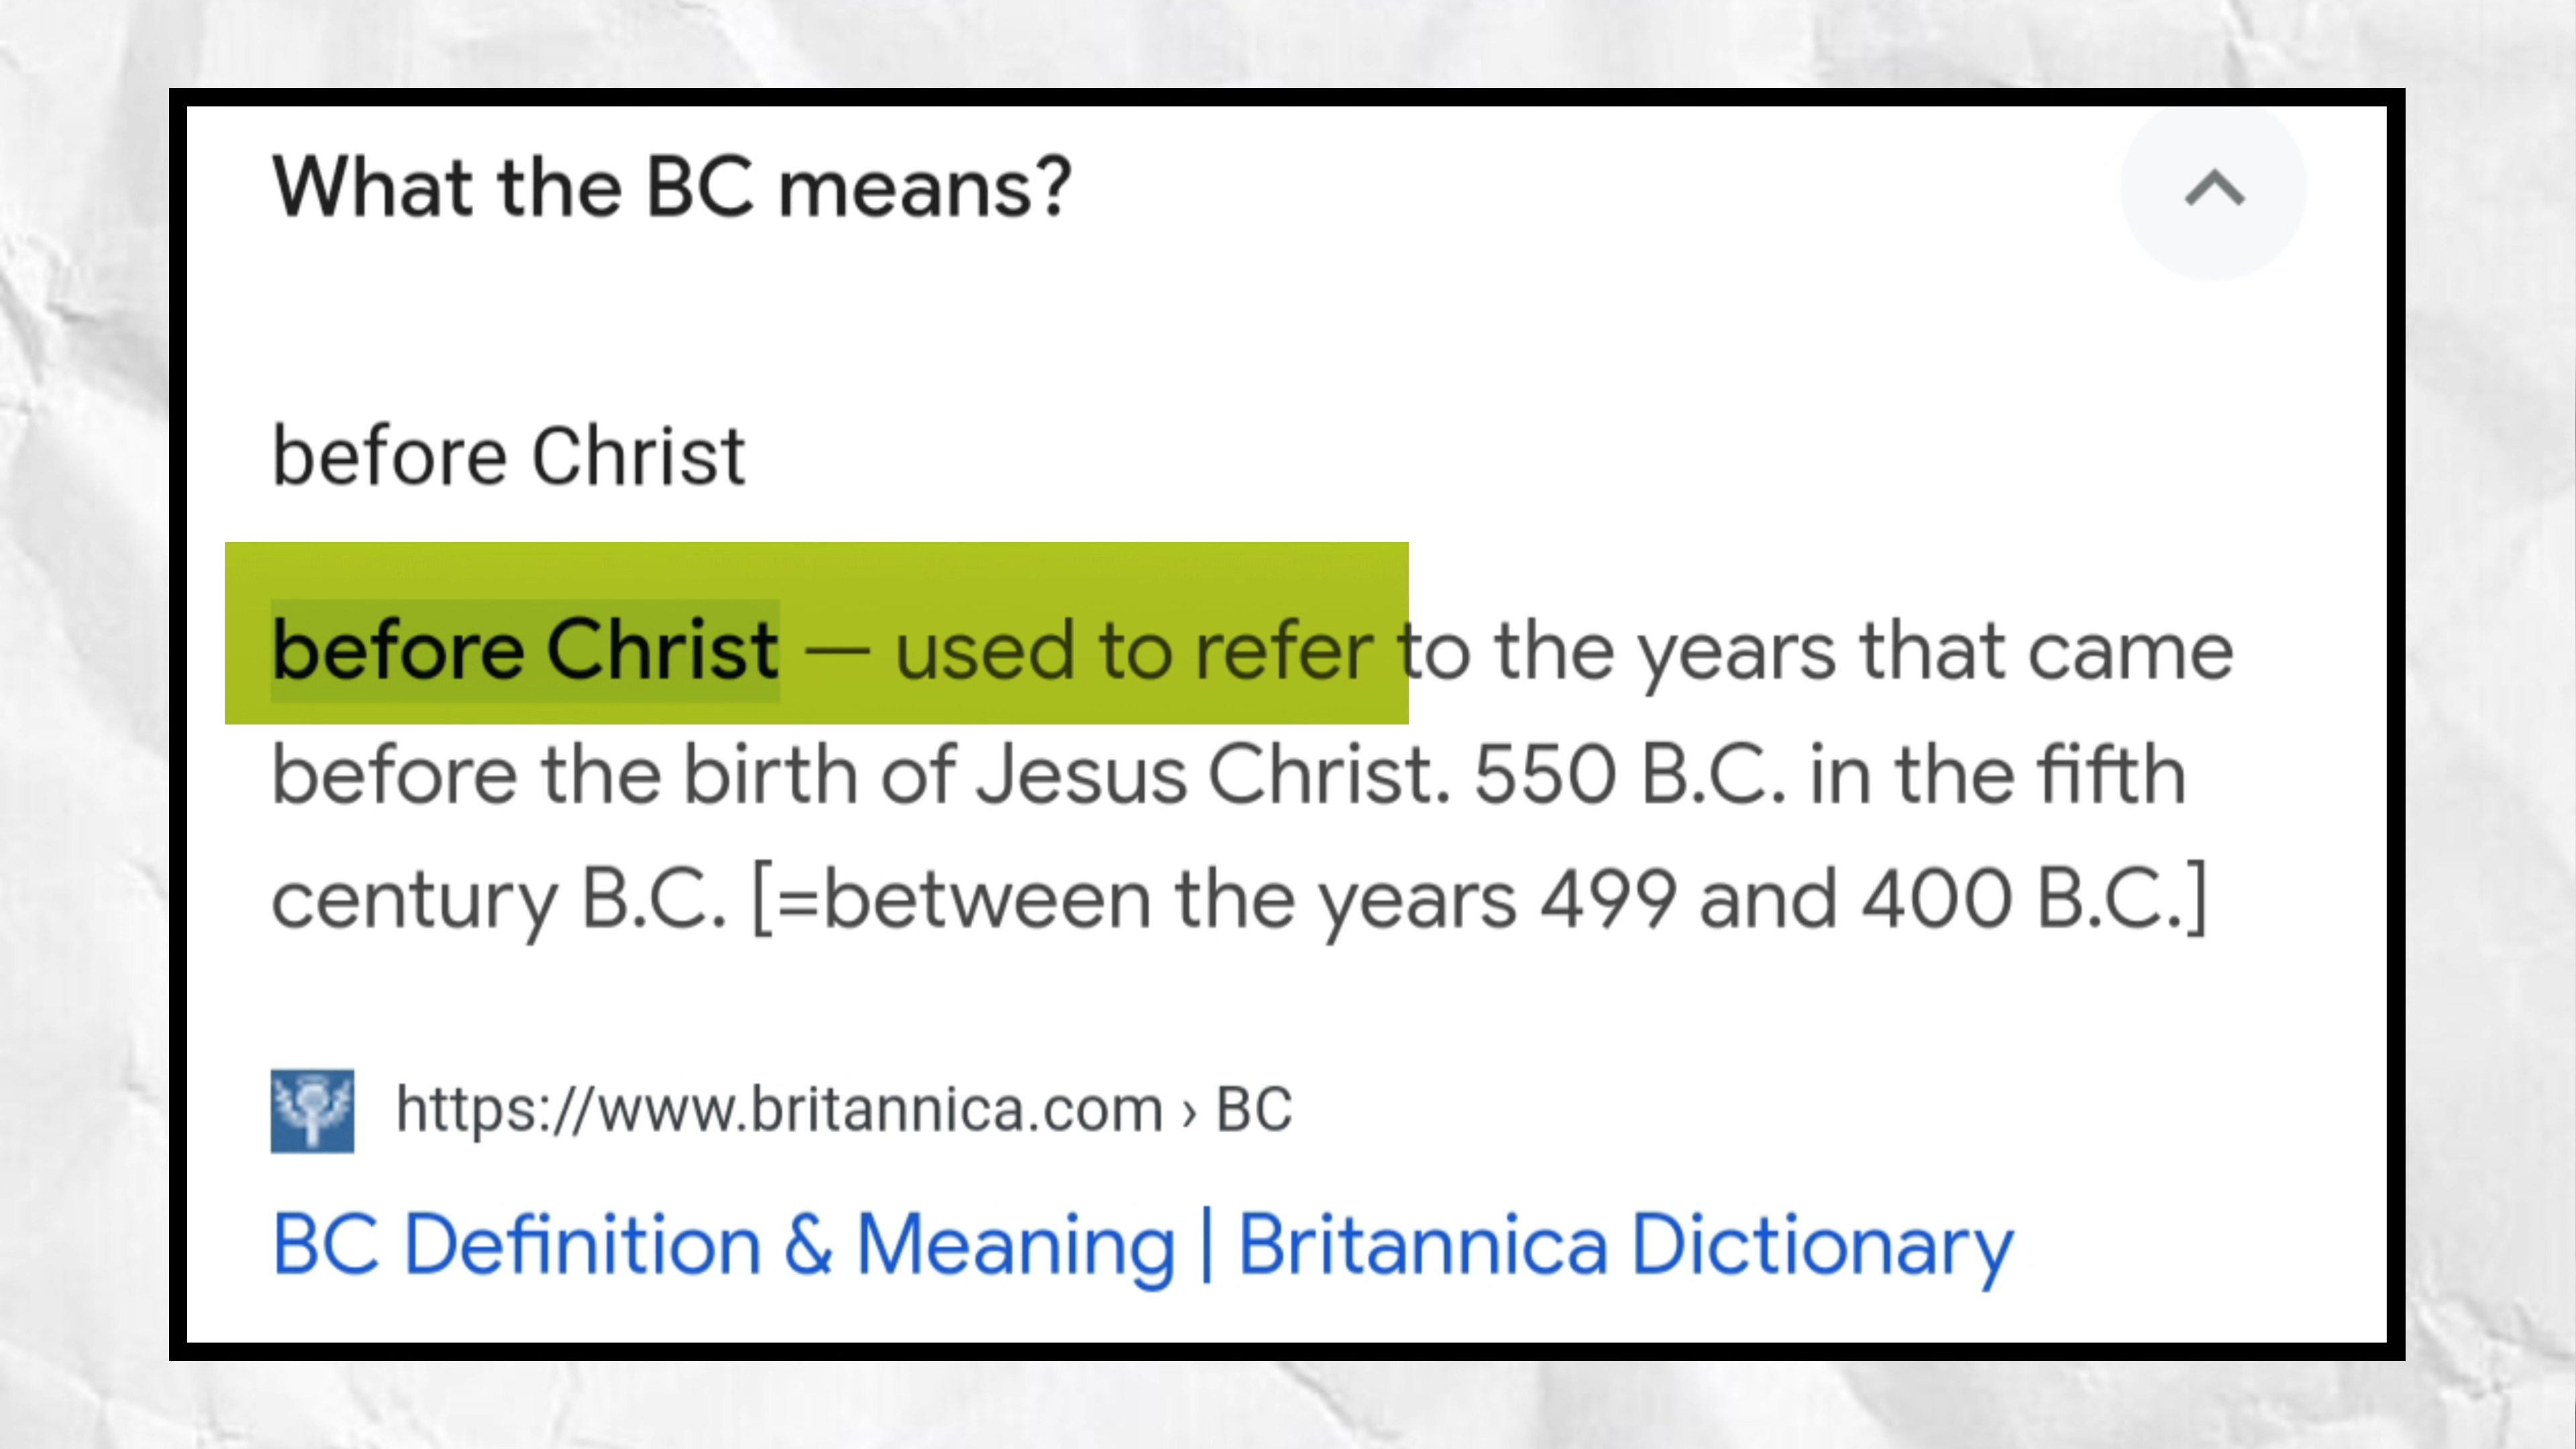 What the BC means?
before Christ
before Christ — used to refer to the years that came
before the birth of Jesus Christ. 550 B.C. in the fifth
century B.C. [=between the years 499 and 400 B.C.]
https://www.britannica.com › BC
BC Definition & Meaning | Britannica Dictionary